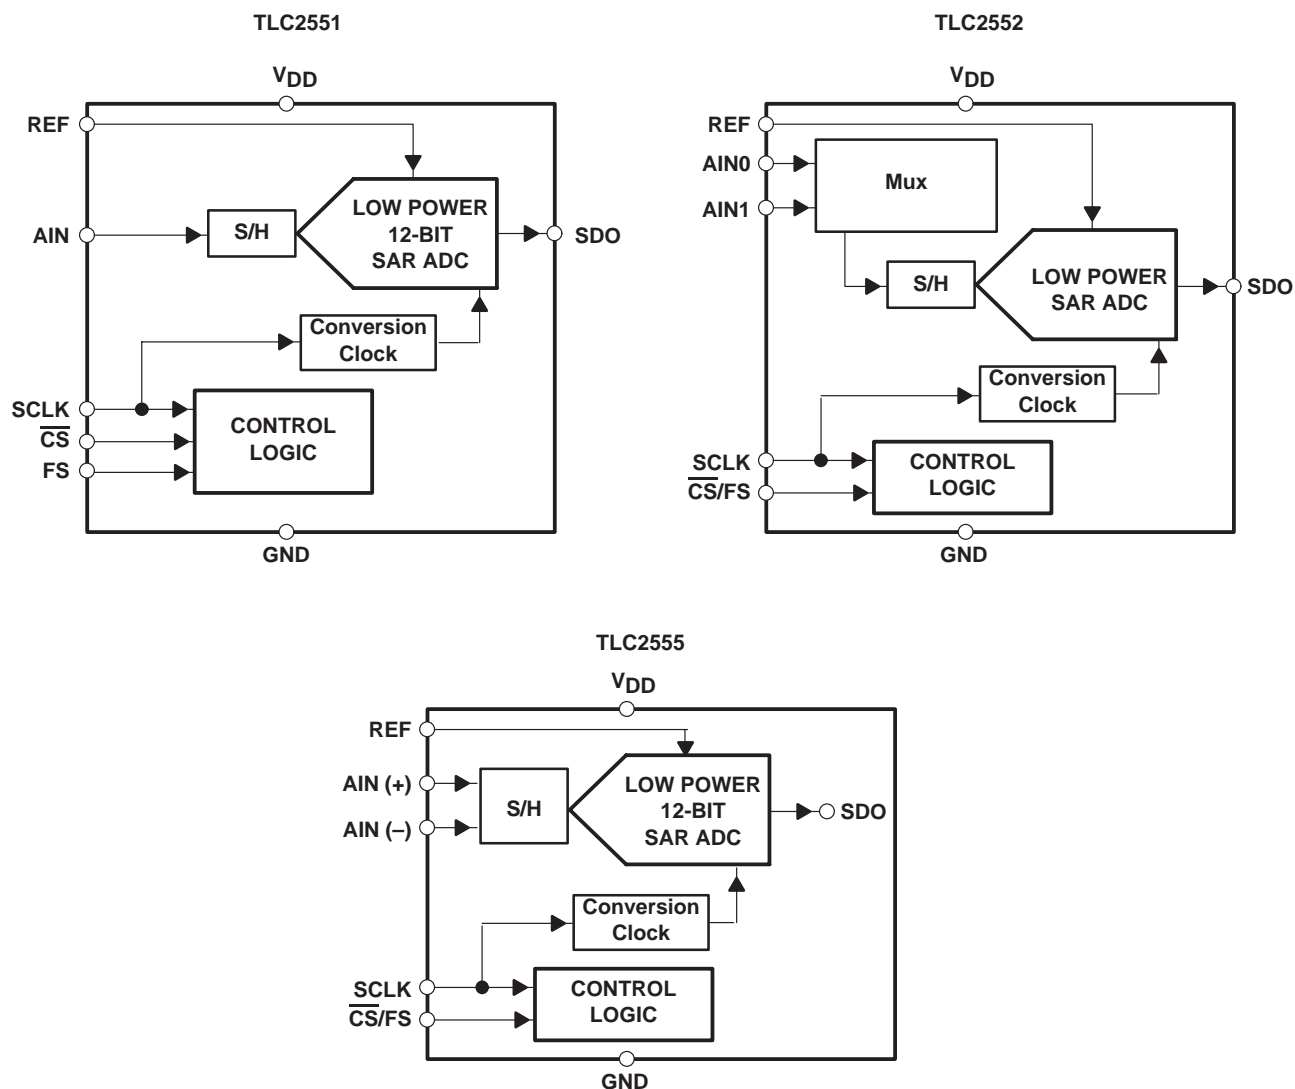 TLC2551
VDD
REF
AIN
S/H
LOW POWER
12-BIT
SAR ADC
SDO
Conversion
Clock
SCLK
CS
FS
CONTROL
LOGIC
GND
TLC2552
VDD
REF
AIN0
AIN1
Mux
S/H
LOW POWER
SAR ADC
SDO
Conversion
Clock
SCLK
CS/FS
CONTROL
LOGIC
GND
TLC2555
VDD
REF
AIN (+)
AIN (–)
S/H
LOW POWER
12-BIT
SAR ADC
SDO
Conversion
Clock
SCLK
CS/FS
CONTROL
LOGIC
GND